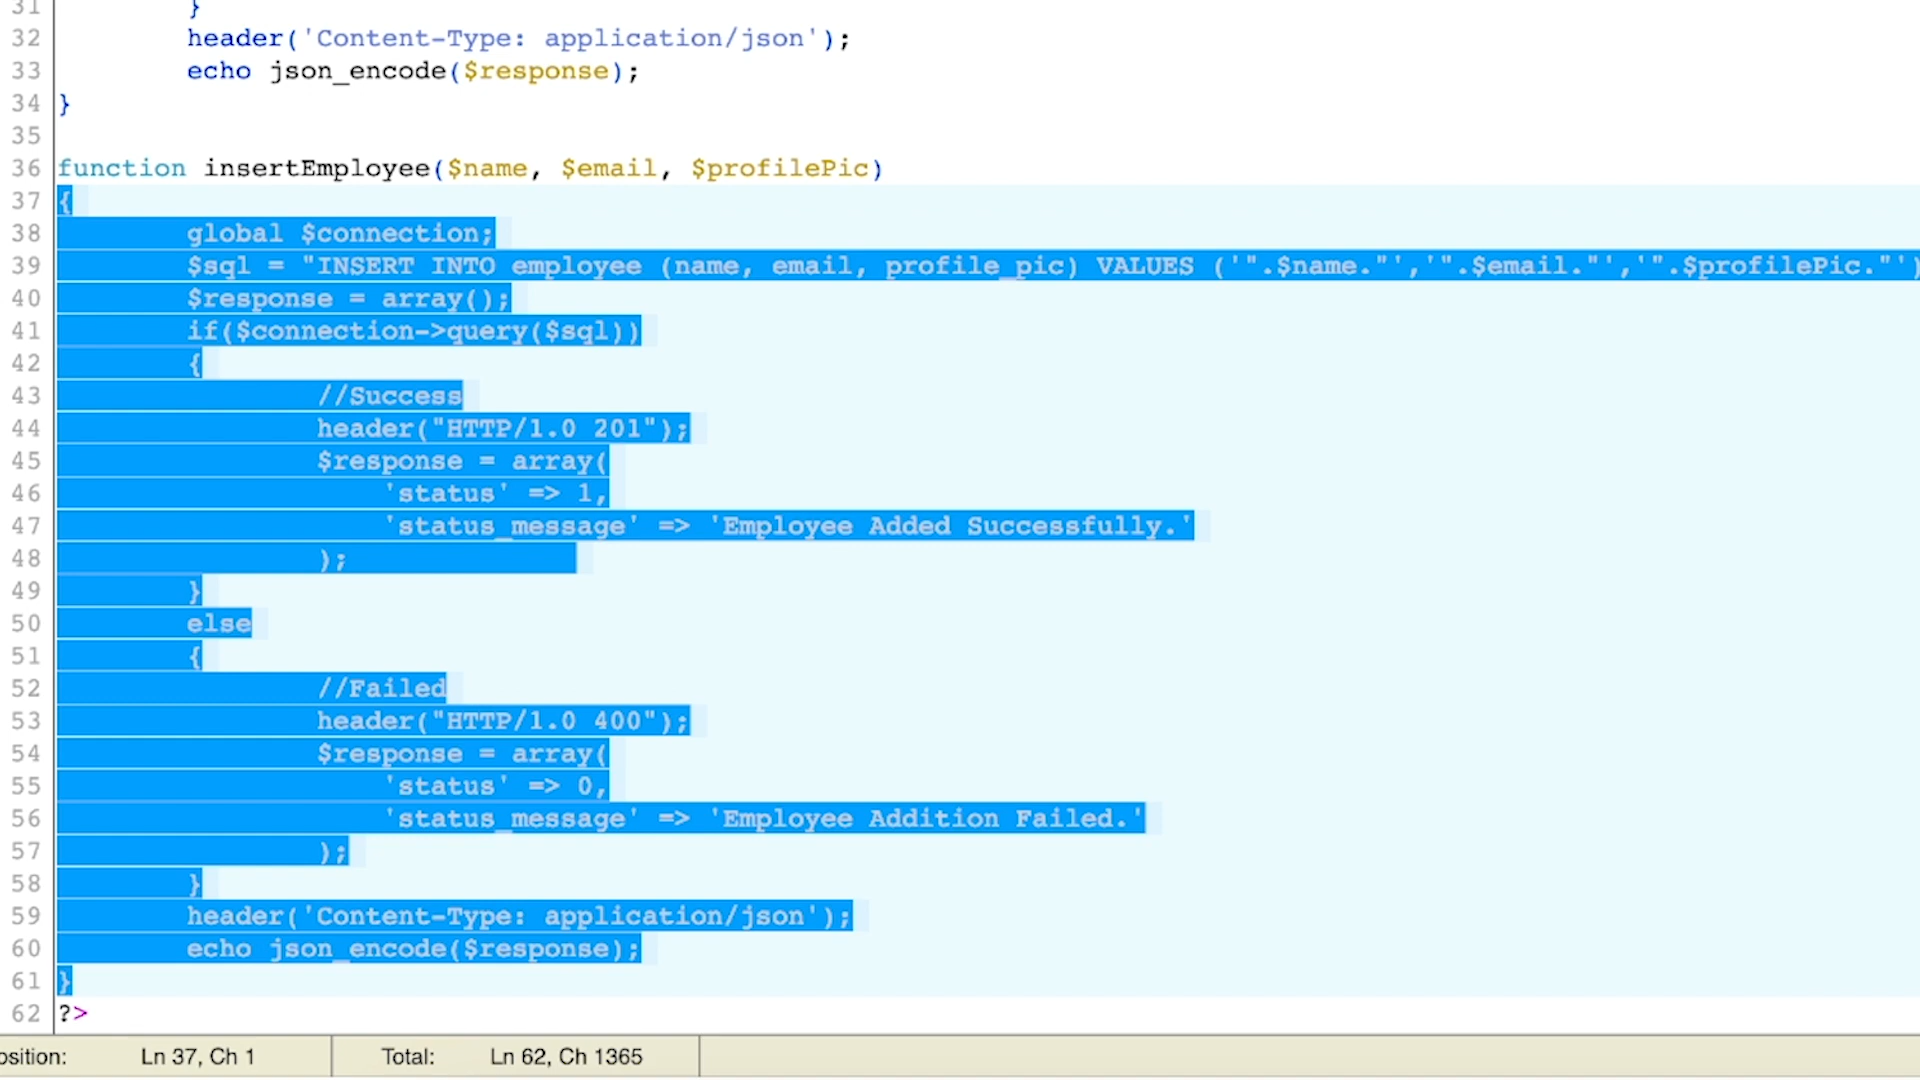 31 }
32 header('Content-Type: application/json');
33 echo json_encode($response);
34 }
35
36 function insertEmployee($name, $email, $profilePic)
37 {
38 global $connection;
39 $sql = "INSERT INTO employee (name, email, profile_pic) VALUES ('".$name."','".$email."','".$profilePic."')
40 $response = array();
41 if($connection->query($sql))
42 {
43 //Success
44 header("HTTP/1.0 201");
45 $response = array(
46 'status' => 1,
47 'status_message' => 'Employee Added Successfully.'
48 );
49 }
50 else
51 {
52 //Failed
53 header("HTTP/1.0 400");
54 $response = array(
55 'status' => 0,
56 'status_message' => 'Employee Addition Failed.'
57 );
58 }
59 header('Content-Type: application/json');
60 echo json_encode($response);
61 }
62 ?>
osition: Ln 37, Ch 1 Total: Ln 62, Ch 1365